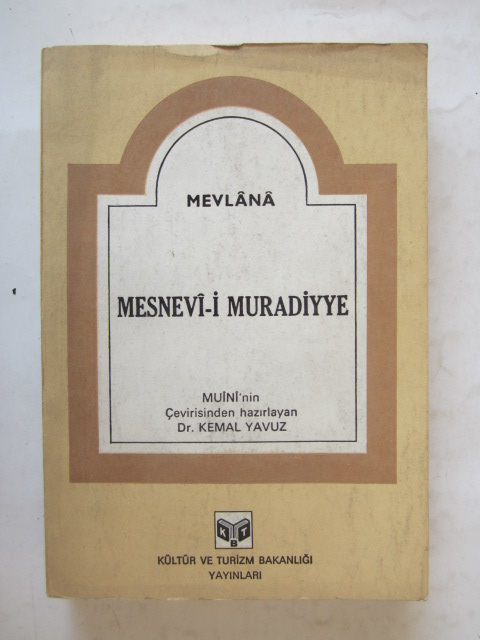 MEVLÂNÂ
MESNEVÎ-İ MURADİYYE
MUÎNÎ'nin
Çevirisinden hazırlayan
Dr. KEMAL YAVUZ
K B T
KÜLTÜR VE TURİZM BAKANLIĞI
YAYINLARI